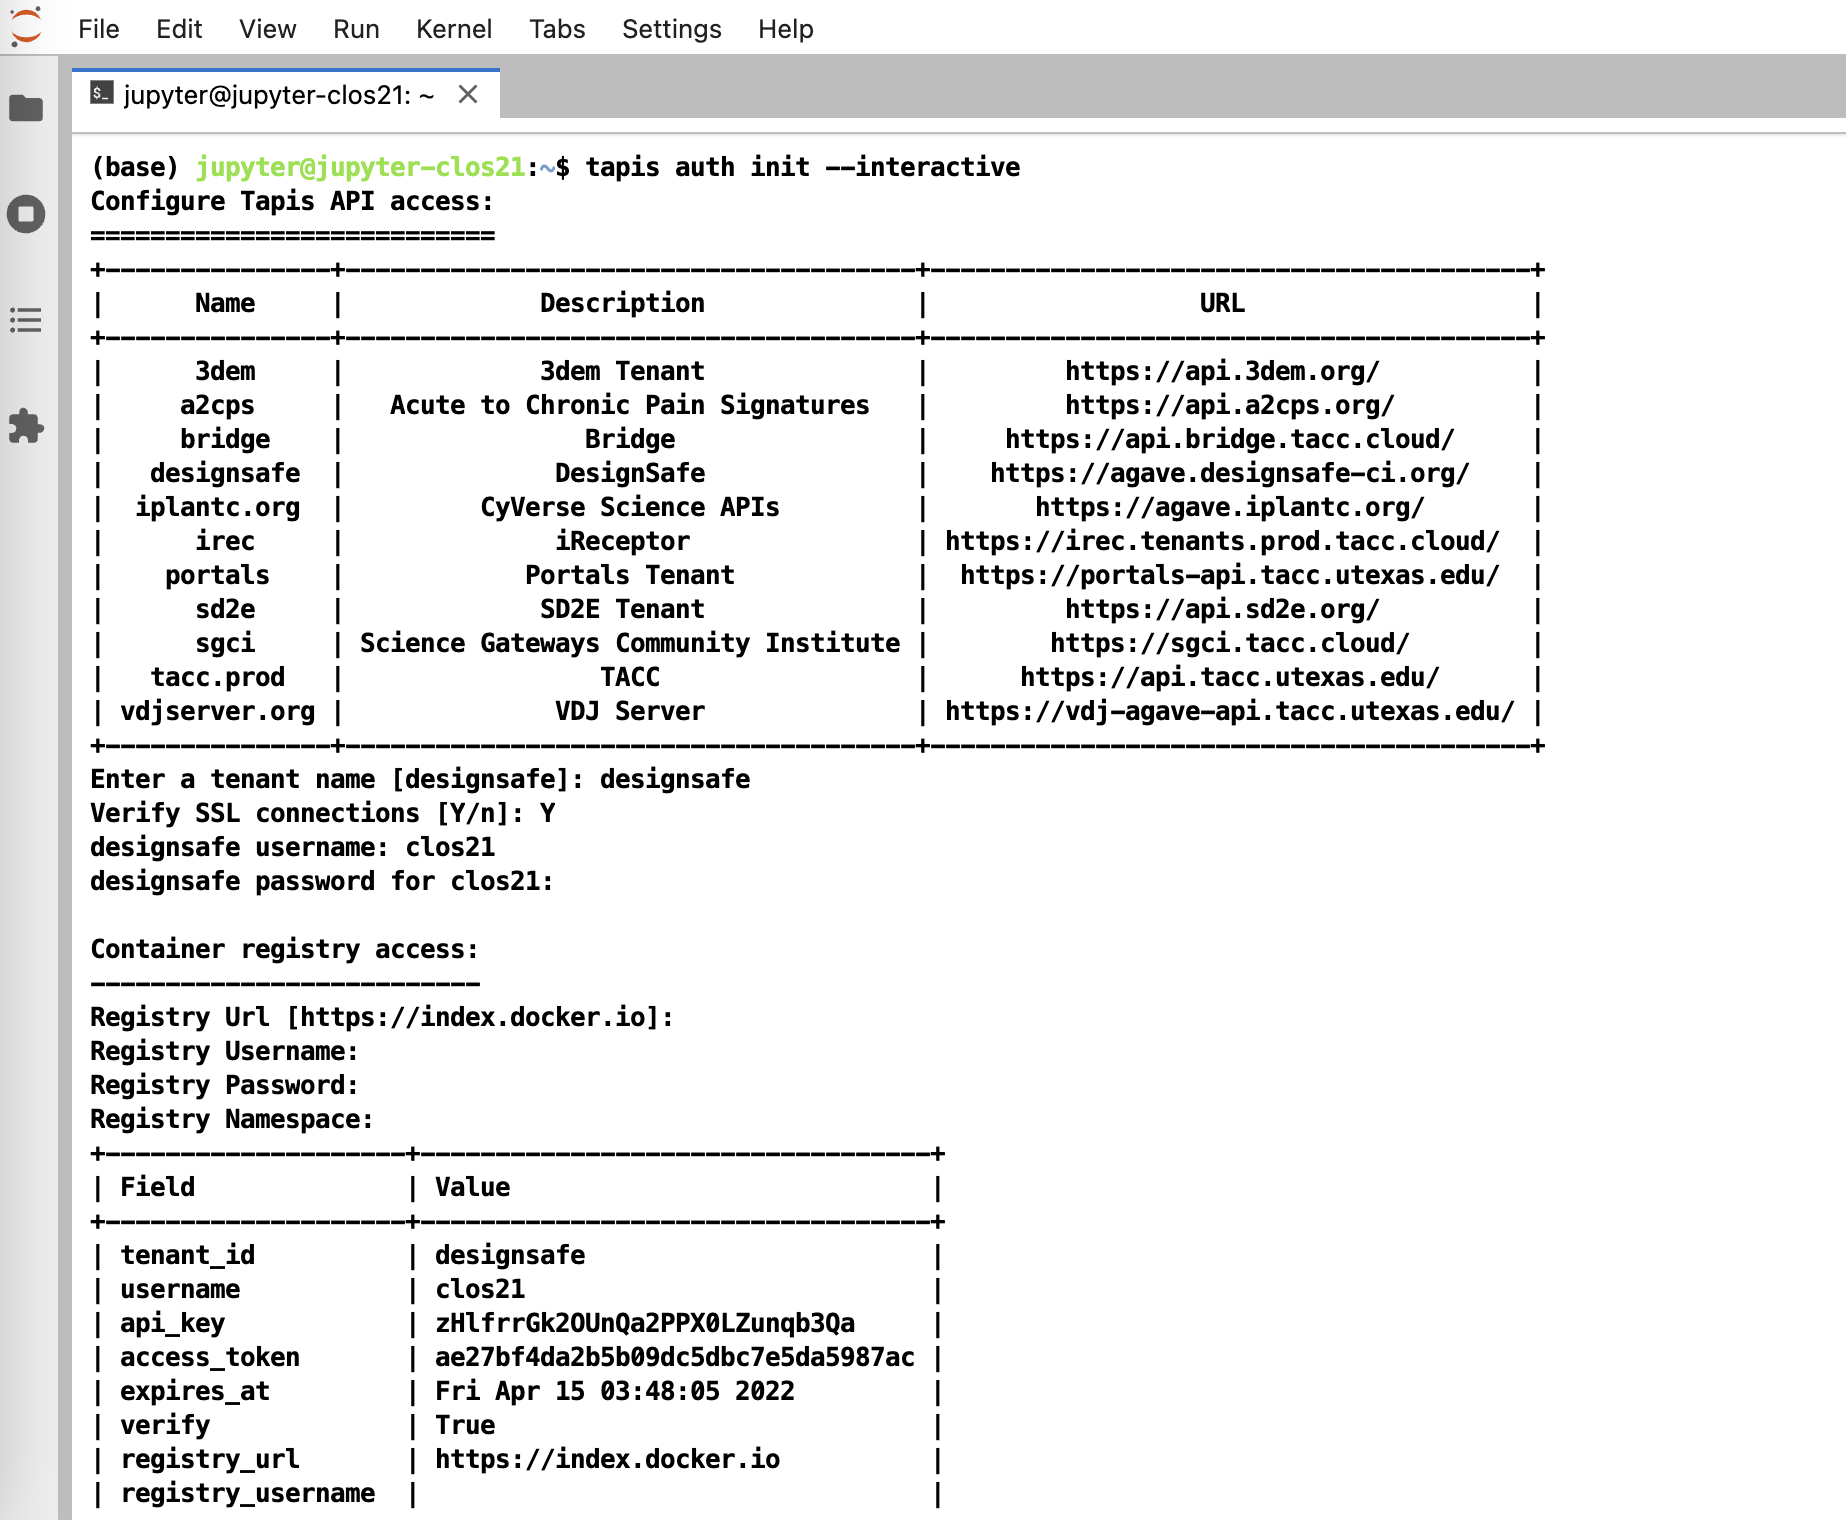 File Edit View Run Kernel Tabs Settings Help
$_ jupyter@jupyter-clos21: ~
(base) jupyter@jupyter-clos21:~$ tapis auth init --interactive
Configure Tapis API access:
===========================
+---------------+--------------------------------------+----------------------------------------+
| Name | Description | URL |
+---------------+--------------------------------------+----------------------------------------+
| 3dem | 3dem Tenant | https://api.3dem.org/ |
| a2cps | Acute to Chronic Pain Signatures | https://api.a2cps.org/ |
| bridge | Bridge | https://api.bridge.tacc.cloud/ |
| designsafe | DesignSafe | https://agave.designsafe-ci.org/ |
| iplantc.org | CyVerse Science APIs | https://agave.iplantc.org/ |
| irec | iReceptor | https://irec.tenants.prod.tacc.cloud/ |
| portals | Portals Tenant | https://portals-api.tacc.utexas.edu/ |
| sd2e | SD2E Tenant | https://api.sd2e.org/ |
| sgci | Science Gateways Community Institute | https://sgci.tacc.cloud/ |
| tacc.prod | TACC | https://api.tacc.utexas.edu/ |
| vdjserver.org | VDJ Server | https://vdj-agave-api.tacc.utexas.edu/ |
+---------------+--------------------------------------+----------------------------------------+
Enter a tenant name [designsafe]: designsafe
Verify SSL connections [Y/n]: Y
designsafe username: clos21
designsafe password for clos21:
Container registry access:
--------------------------
Registry Url [https://index.docker.io]:
Registry Username:
Registry Password:
Registry Namespace:
+--------------------+----------------------------------+
| Field | Value |
+--------------------+----------------------------------+
| tenant_id | designsafe |
| username | clos21 |
| api_key | zHlfrrGk2OUnQa2PPX0LZunqb3Qa |
| access_token | ae27bf4da2b5b09dc5dbc7e5da5987ac |
| expires_at | Fri Apr 15 03:48:05 2022 |
| verify | True |
| registry_url | https://index.docker.io |
| registry_username | |